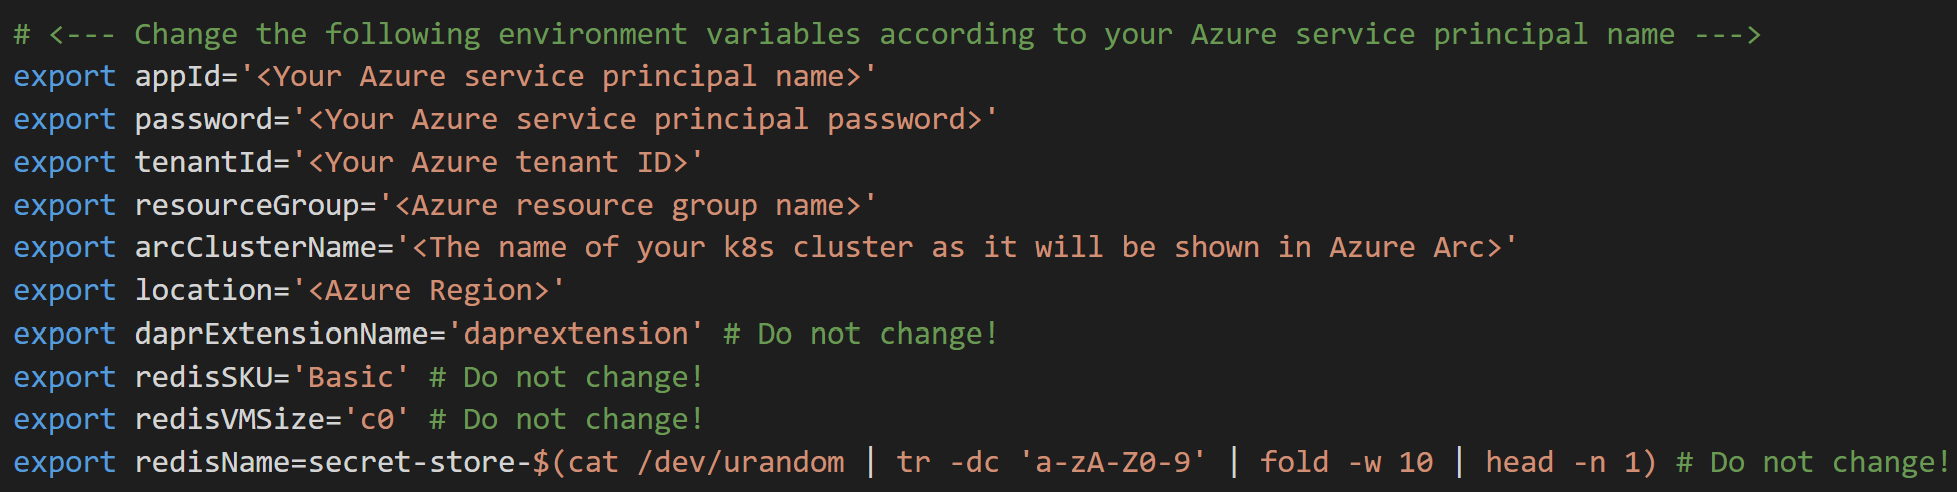 # <--- Change the following environment variables according to your Azure service principal name --->
export appId='<Your Azure service principal name>'
export password='<Your Azure service principal password>'
export tenantId='<Your Azure tenant ID>'
export resourceGroup='<Azure resource group name>'
export arcClusterName='<The name of your k8s cluster as it will be shown in Azure Arc>'
export location='<Azure Region>'
export daprExtensionName='daprextension' # Do not change!
export redisSKU='Basic' # Do not change!
export redisVMSize='c0' # Do not change!
export redisName=secret-store-$(cat /dev/urandom | tr -dc 'a-zA-Z0-9' | fold -w 10 | head -n 1) # Do not change!